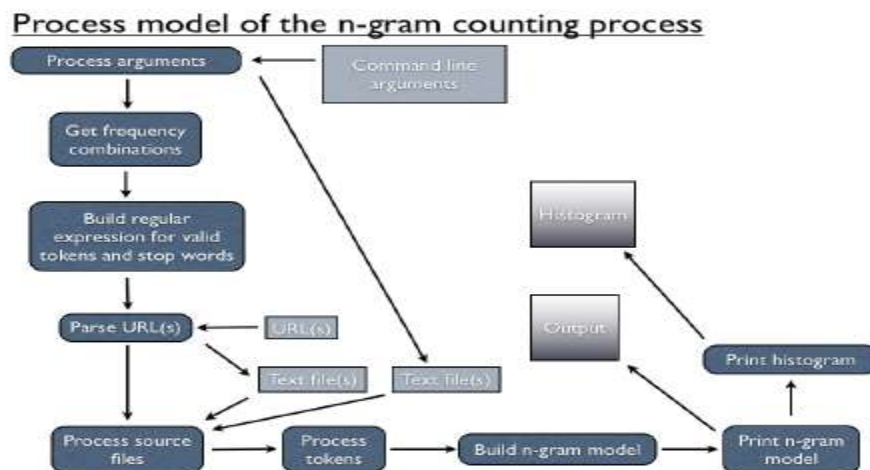 Process model of the n-gram counting process
Process arguments
Command line
arguments
Get frequency
combinations
Build regular
expression for valid
tokens and stop words
Histogram
Parse URL(s)
URL(s)
Output
Print histogram
Text file(s)
Text file(s)
Process source
files
Process
tokens
Build n-gram model
Print n-gram
model